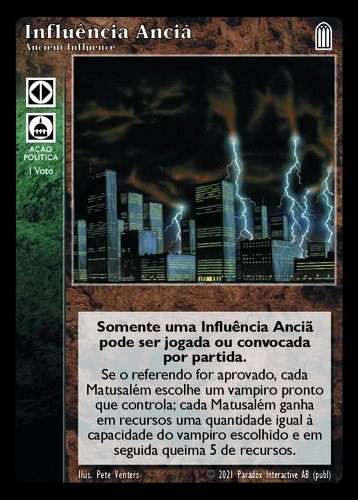 Influência Anciã
Ancient Influence
AÇÃO
POLÍTICA
1 Voto
Somente uma Influência Anciã
pode ser jogada ou convocada
por partida.
Se o referendo for aprovado, cada
Matusalém escolhe um vampiro pronto
que controla; cada Matusalém ganha
em recursos uma quantidade igual à
capacidade do vampiro escolhido e em
seguida queima 5 de recursos.
Ilus. Pete Venters
© 2021 Paradox Interactive AB (publ)